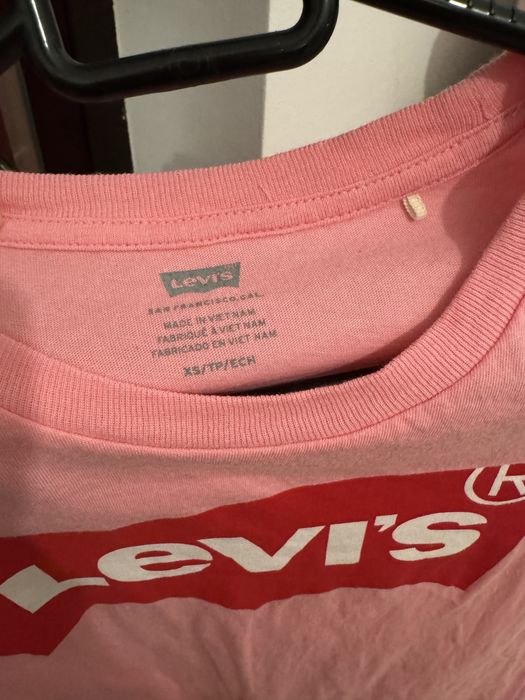 Levi's
SAN FRANCISCO, CAL.
MADE IN VIET NAM
FABRIQUÉ À VIET NAM
FABRICADO EN VIET NAM
XS/TP/ECH
®
Levi's